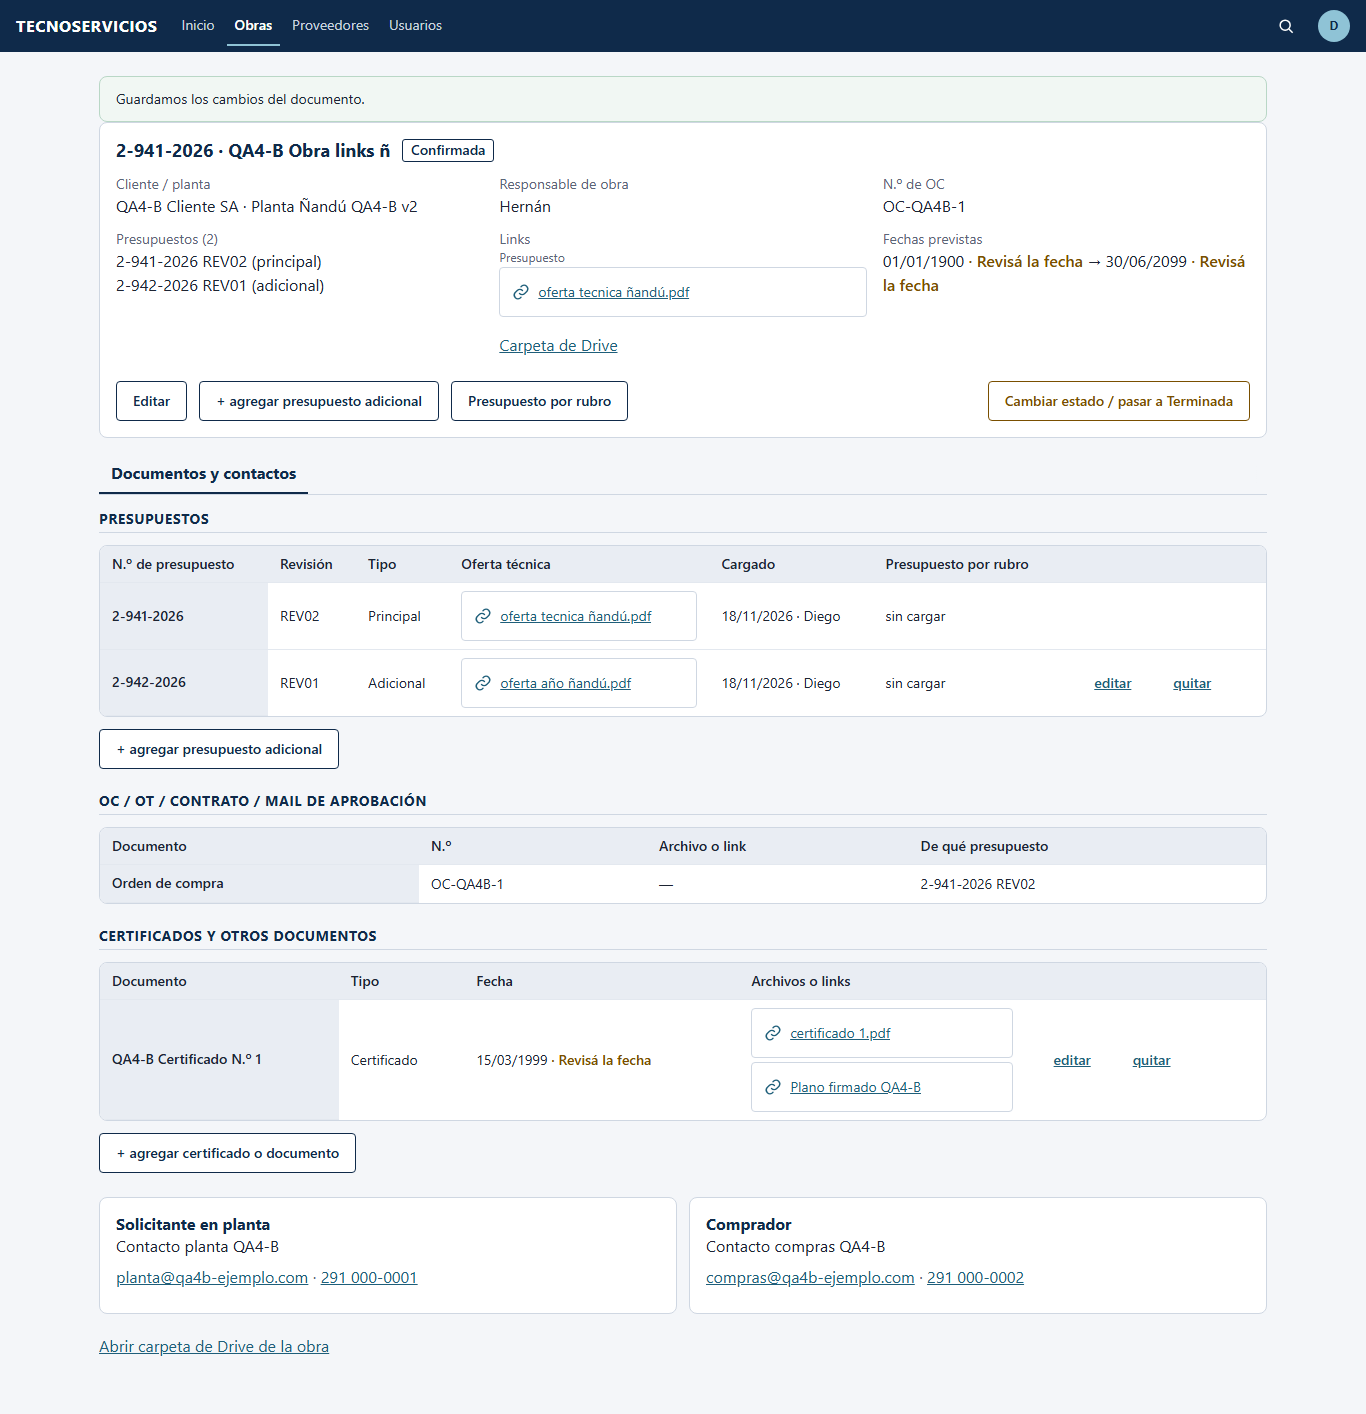 TECNOSERVICIOS Inicio Obras Proveedores Usuarios D
Guardamos los cambios del documento.
2-941-2026 · QA4-B Obra links ñ Confirmada
Cliente / planta
QA4-B Cliente SA · Planta Ñandú QA4-B v2
Responsable de obra
Hernán
N.º de OC
OC-QA4B-1
Presupuestos (2)
2-941-2026 REV02 (principal)
2-942-2026 REV01 (adicional)
Links
Presupuesto
oferta tecnica ñandú.pdf
Carpeta de Drive
Fechas previstas
01/01/1900 · Revisá la fecha → 30/06/2099 · Revisá
la fecha
Editar + agregar presupuesto adicional Presupuesto por rubro Cambiar estado / pasar a Terminada
Documentos y contactos
PRESUPUESTOS
N.º de presupuesto Revisión Tipo Oferta técnica Cargado Presupuesto por rubro
2-941-2026 REV02 Principal oferta tecnica ñandú.pdf 18/11/2026 · Diego sin cargar
2-942-2026 REV01 Adicional oferta año ñandú.pdf 18/11/2026 · Diego sin cargar editar quitar
+ agregar presupuesto adicional
OC / OT / CONTRATO / MAIL DE APROBACIÓN
Documento N.º Archivo o link De qué presupuesto
Orden de compra OC-QA4B-1 — 2-941-2026 REV02
CERTIFICADOS Y OTROS DOCUMENTOS
Documento Tipo Fecha Archivos o links
QA4-B Certificado N.º 1 Certificado 15/03/1999 · Revisá la fecha certificado 1.pdf editar quitar
Plano firmado QA4-B
+ agregar certificado o documento
Solicitante en planta
Contacto planta QA4-B
planta@qa4b-ejemplo.com · 291 000-0001
Comprador
Contacto compras QA4-B
compras@qa4b-ejemplo.com · 291 000-0002
Abrir carpeta de Drive de la obra